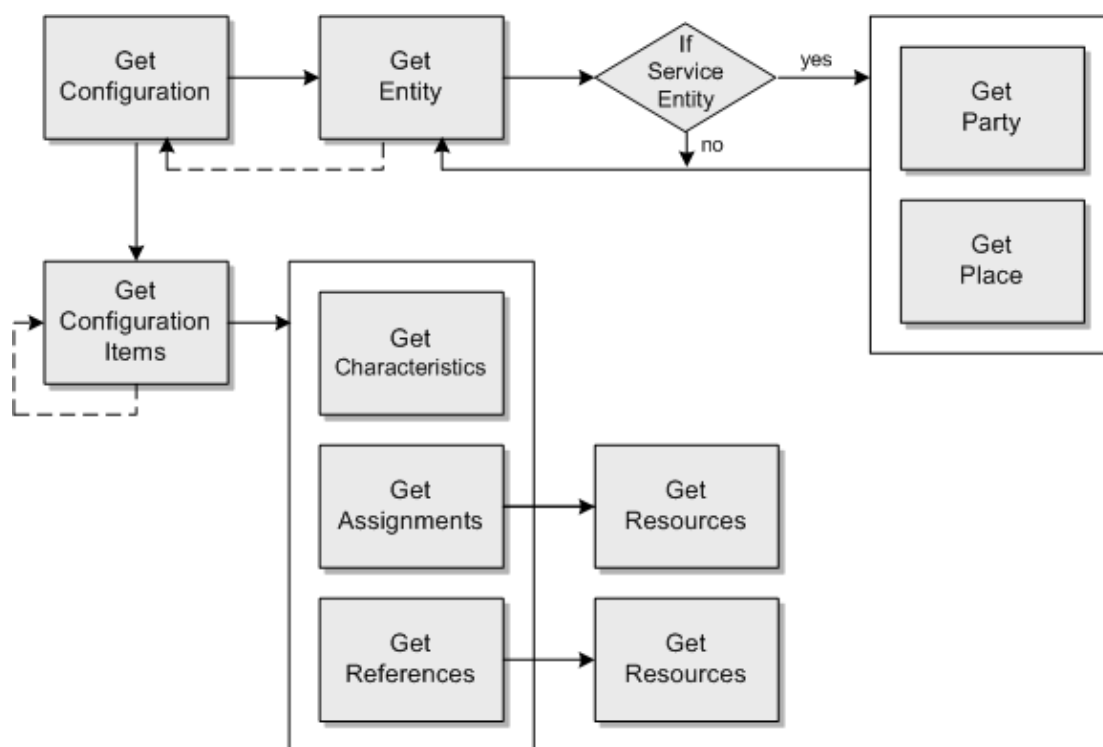 Get
Configuration
Get
Entity
If
Service
Entity
yes
no
Get
Party
Get
Place
Get
Configuration
Items
Get
Characteristics
Get
Assignments
Get
Resources
Get
References
Get
Resources